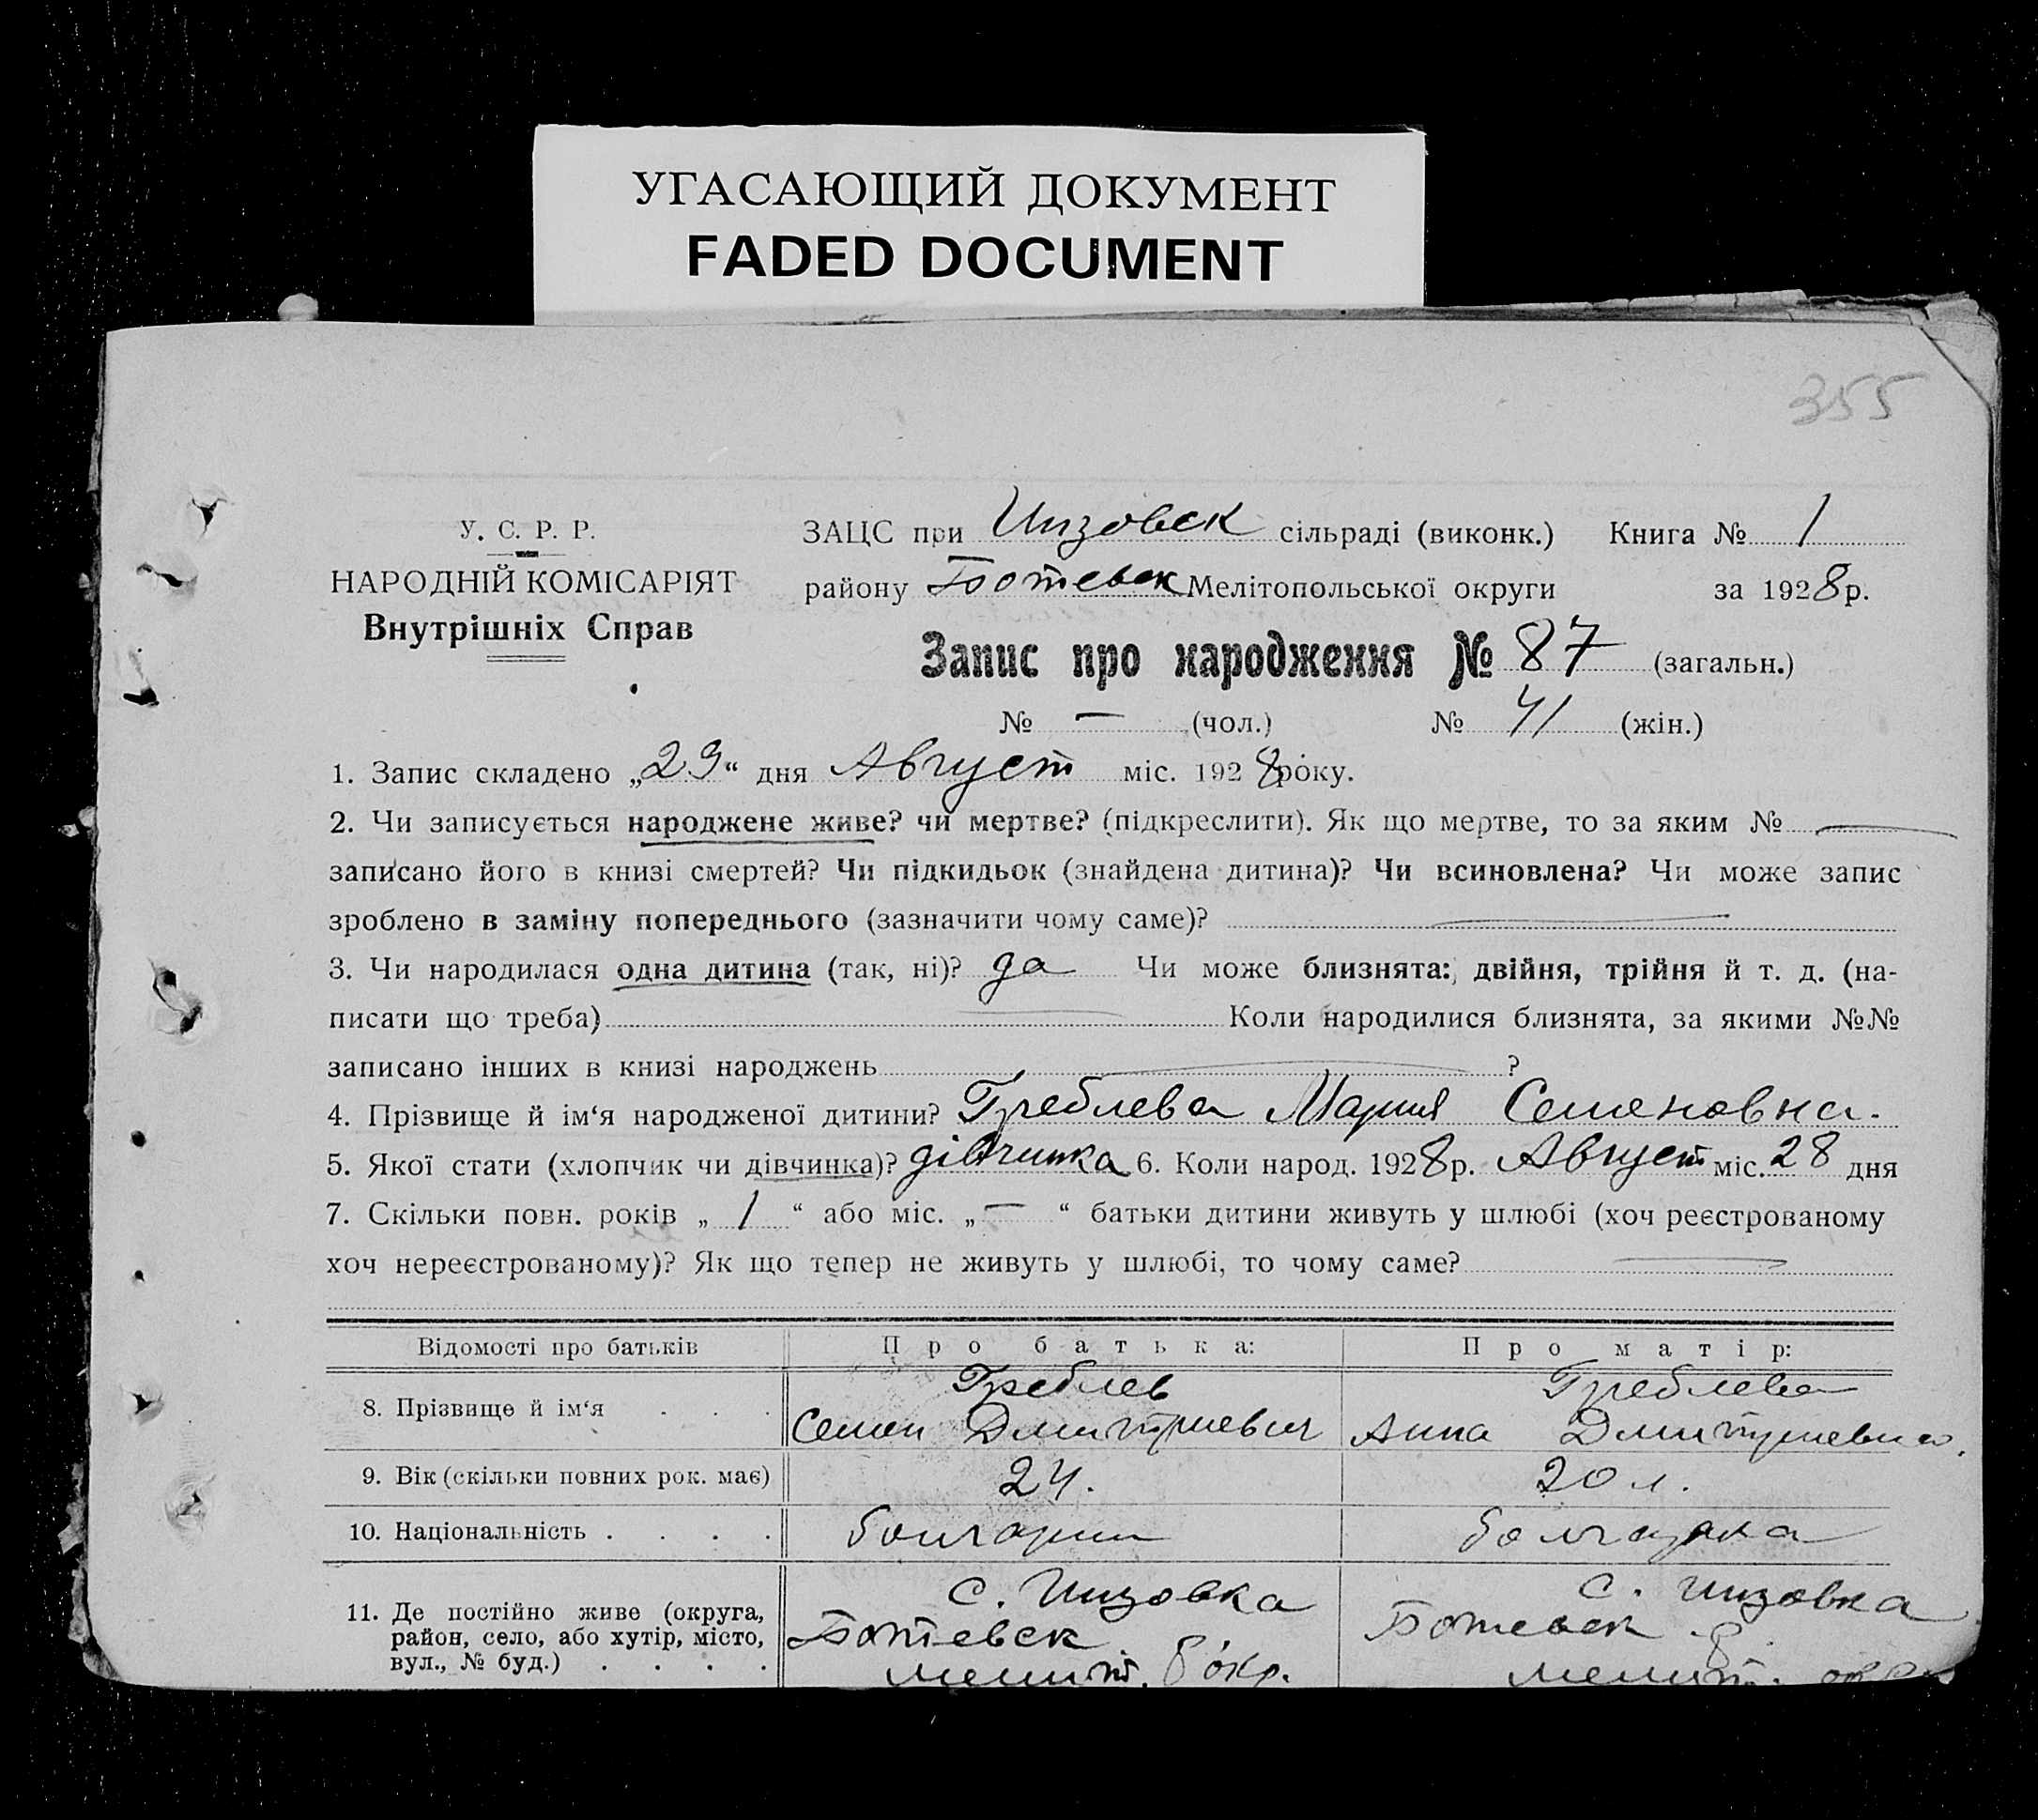 УГАСАЮЩИЙ ДОКУМЕНТ
FADED DOCUMENT
355
У. С. Р. Р.
НАРОДНІЙ КОМІСАРІЯТ
Внутрішніх Справ
ЗАЦС при Инзовск сільраді (виконк.) Книга № 1
району Ботевск Мелітопольської округи за 1928 р.
Запис про народження № 87 (загальн.)
№ — (чол.) № 41 (жін.)
1. Запис складено „29“ дня Август міс. 1928 року.
2. Чи записується народжене живе? чи мертве? (підкреслити). Як що мертве, то за яким № —
записано його в книзі смертей? Чи підкидьок (знайдена дитина)? Чи всиновлена? Чи може запис
зроблено в заміну попереднього (зазначити чому саме)? —
3. Чи народилася одна дитина (так, ні)? да Чи може близнята: двійня, трійня й т. д. (на-
писати що треба) — Коли народилися близнята, за якими №№
записано інших в книзі народжень — ?
4. Прізвище й ім‘я народженої дитини? Греблева Мария Семеновна.
5. Якої стати (хлопчик чи дівчинка)? дівчинка 6. Коли народ. 1928 р. Август міс. 28 дня
7. Скільки повн. років „ 1 “ або міс. „ — “ батьки дитини живуть у шлюбі (хоч реєстрованому
хоч нереєстрованому)? Як що тепер не живуть у шлюбі, то чому саме? —
Відомості про батьків Про батька: Про матір:
8. Прізвище й ім‘я . . . Греблев Семен Дмитриевич Греблева Анна Дмитриевна.
9. Вік (скільки повних рок. має) 24. 20 л.
10. Національність . . . . болгарин болгарка
11. Де постійно живе (округа, район, село, або хутір, місто, вул., № буд.) . . . . с. Инзовка Ботевск Мелит. окр. с. Инзовка Ботевск Мелит. окр.